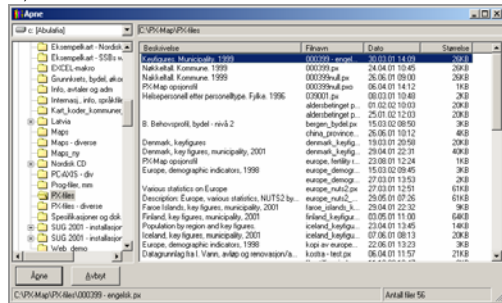 Åpne
c: [Abulafia]
C:\PX-Map\PX-files
Eksempelkart - Nordisk
Eksempelkart - SSBs
EXCEL-makro
Grunnkrets, bydel,
Info, avtaler og adm
Internasj., info,
Kart_koder_kommuner
Latvia
Maps
Maps - diverse
Maps_ny
Nordisk CD
PC-AXIS - div
Prog-filer, mm
PX-files
PX-files - diverse
Spesifikasjoner og dok
SUG 2001 - installasjon
SUG 2001 - installasjon
Web demo
Beskrivelse Filnavn Dato Størrelse
Keyfigures. Municipality. 1999 000399 - engel... 30.03.01 14:09 26KB
Nøkkeltall. Kommune. 1999 000399.px 24.04.01 10:45 26KB
Nøkkeltall. Kommune. 1999 000399null.px 26.06.01 09:00 26KB
PX-Map opsjonsfil 000399null.pxo 06.04.01 14:12 1KB
Helsepersonell etter personelltype. Fylke. 1996 039001.px 08.03.01 10:40 2KB
aldersbetinget p... 01.02.02 10:03 20KB
aldersbetinget p... 25.01.02 12:03 20KB
B. Behovsprofil, bydel - nivå 2 bergen_bydel.px 15.03.02 08:50 3KB
china_province... 26.06.01 10:12 4KB
Denmark, keyfigures denmark_keyfig... 19.03.01 20:58 20KB
Denmark, key figures, municipality, 2001 denmark_keyfig... 29.04.01 22:31 40KB
PX-Map opsjonsfil europe, fertility r... 23.08.01 12:24 1KB
Europe, demographic indicators, 1998 europe_demogr... 15.03.02 09:45 3KB
europe_demogr... 27.03.01 13:53 2KB
Various statistics on Europe europe_nuts2.px 27.03.01 12:51 61KB
Description: Europe, various statistics, NUTS2 by... europe_nuts2_... 29.05.01 07:26 61KB
Faroe Islands, key figures, municipality, 2001 faroe_islands_k... 29.04.01 22:32 9KB
Finland, key figures, municipality, 2001 finland_keyfigur... 03.05.01 11:00 64KB
Population by region and key figures. iceland_keyfigu... 23.04.01 13:45 14KB
Iceland, key figures, municipality, 2001 iceland_keyfigu... 07.06.01 08:13 20KB
Europe, demographic indicators, 1998 kopi av europe... 22.06.01 13:23 3KB
Datagrunnlag fra I. Vann, avløp og renovasjon/a... kostra - test.px 06.04.01 11:57 21KB
Åpne Avbryt
C:\PX-Map\PX-files\000399 - engelsk.px Antall filer 56